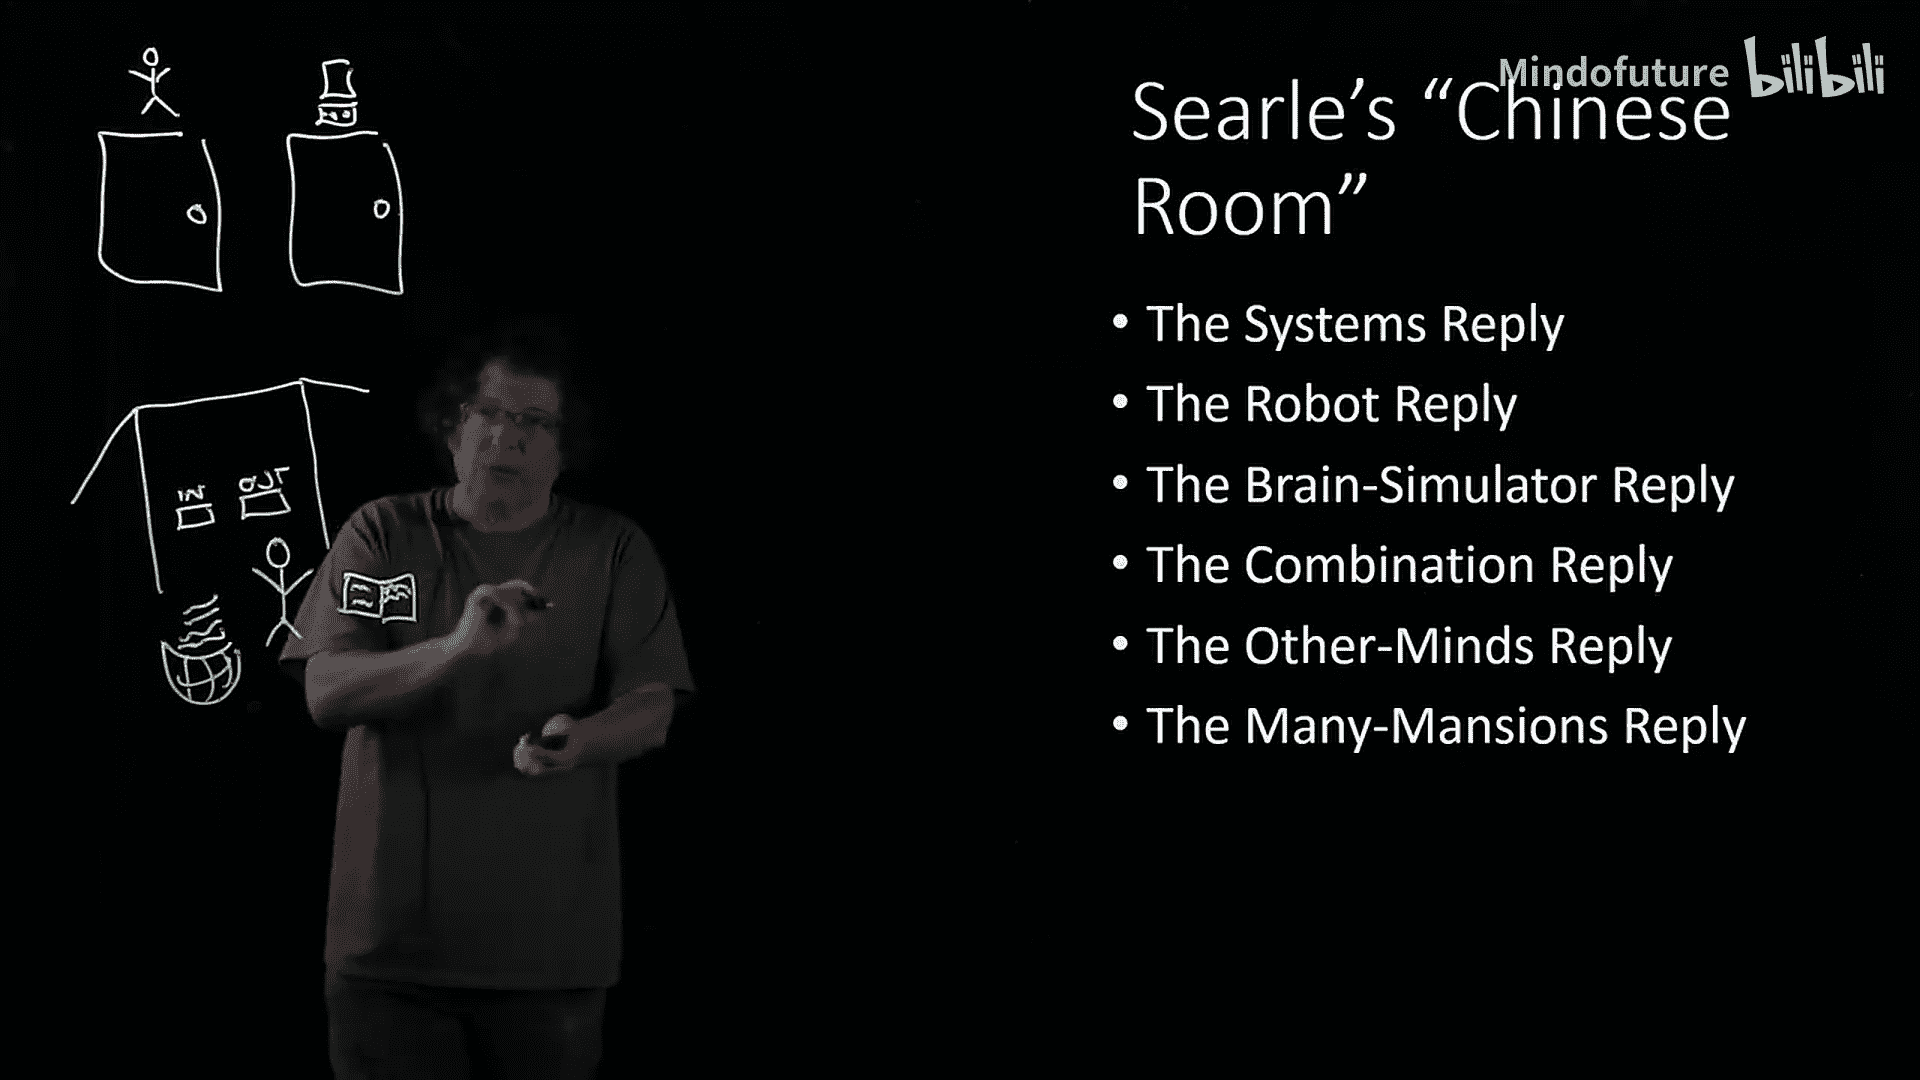 Mindofuture bilibili
Searle's “Chinese
Room”
• The Systems Reply
• The Robot Reply
• The Brain-Simulator Reply
• The Combination Reply
• The Other-Minds Reply
• The Many-Mansions Reply
IN OUT